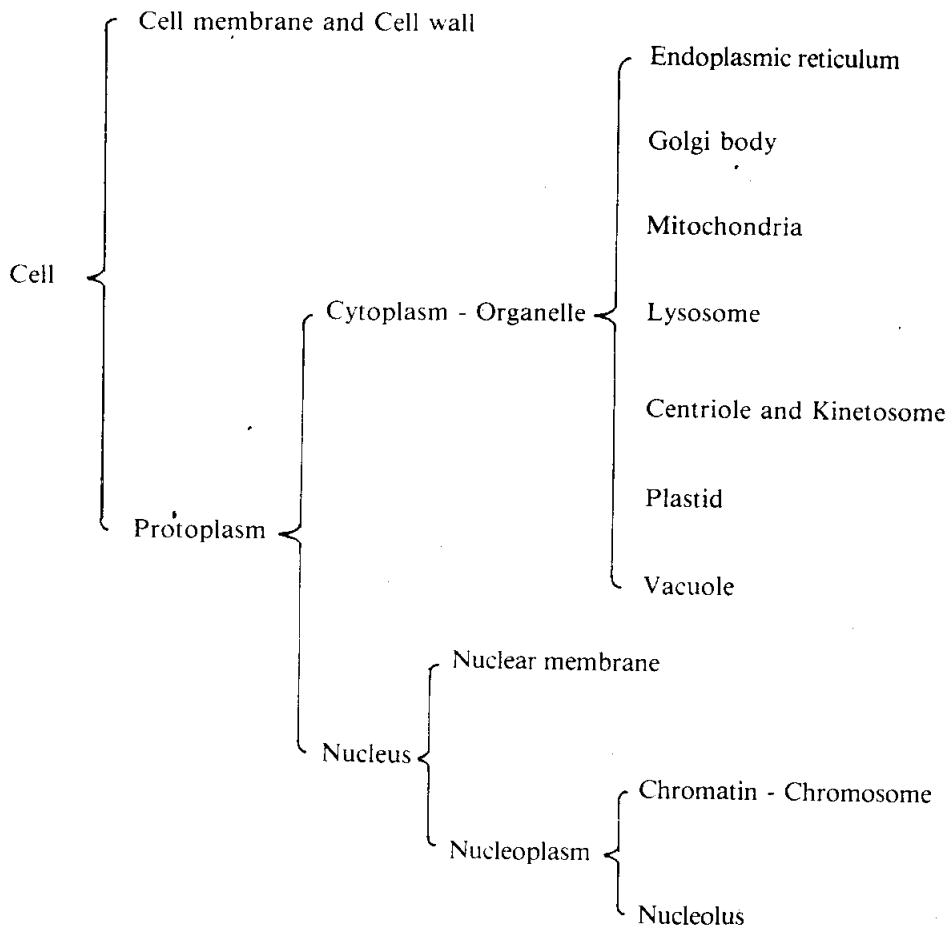 Cell membrane and Cell wall
Endoplasmic reticulum
Golgi body
Mitochondria
Cell
Cytoplasm - Organelle
Lysosome
Centriole and Kinetosome
Plastid
Protoplasm
Vacuole
Nuclear membrane
Nucleus
Chromatin - Chromosome
Nucleoplasm
Nucleolus